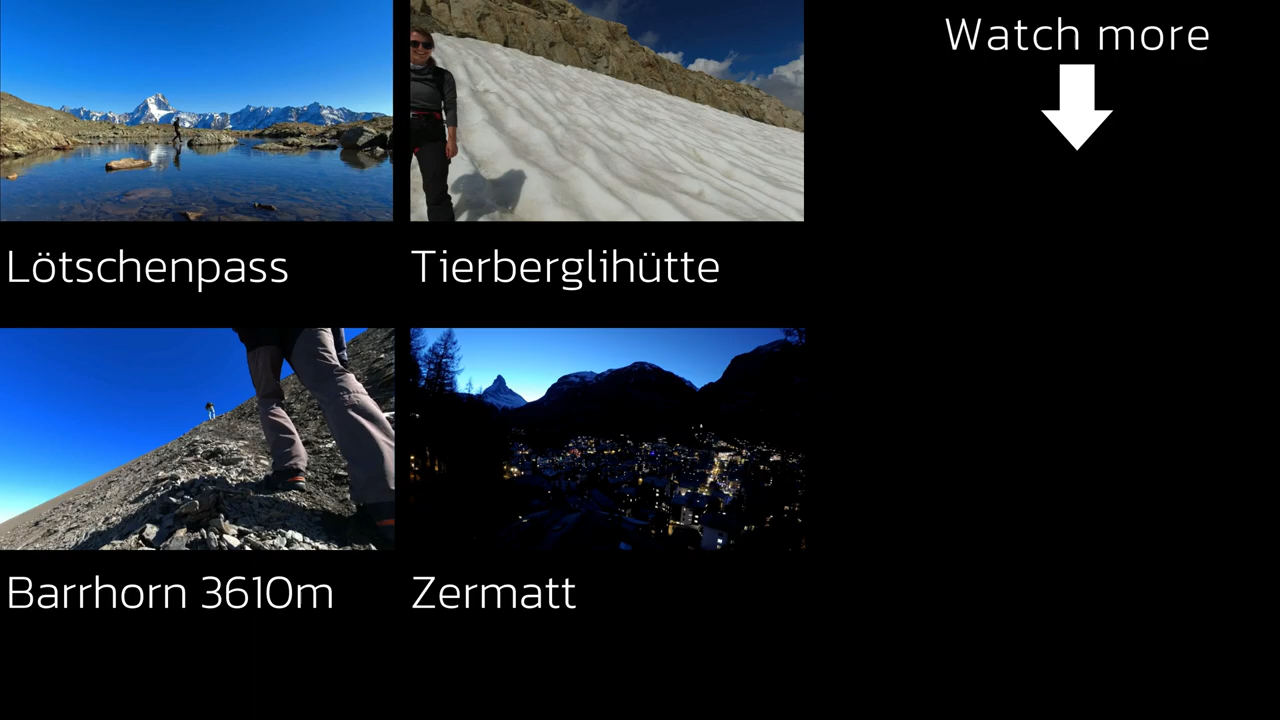 Watch more
Lötschenpass
Tierberglihütte
Barrhorn 3610m
Zermatt